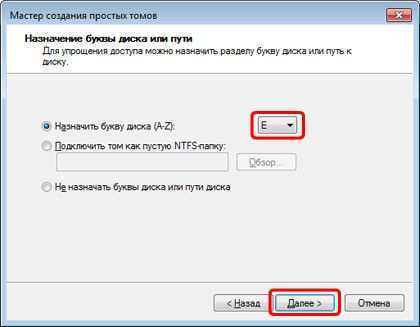 Мастер создания простых томов
Назначение буквы диска или пути
Для упрощения доступа можно назначить разделу букву диска или путь к
диску.
Назначить букву диска (A-Z):
E
Подключить том как пустую NTFS-папку:
Обзор...
Не назначать буквы диска или пути диска
< Назад
Далее >
Отмена